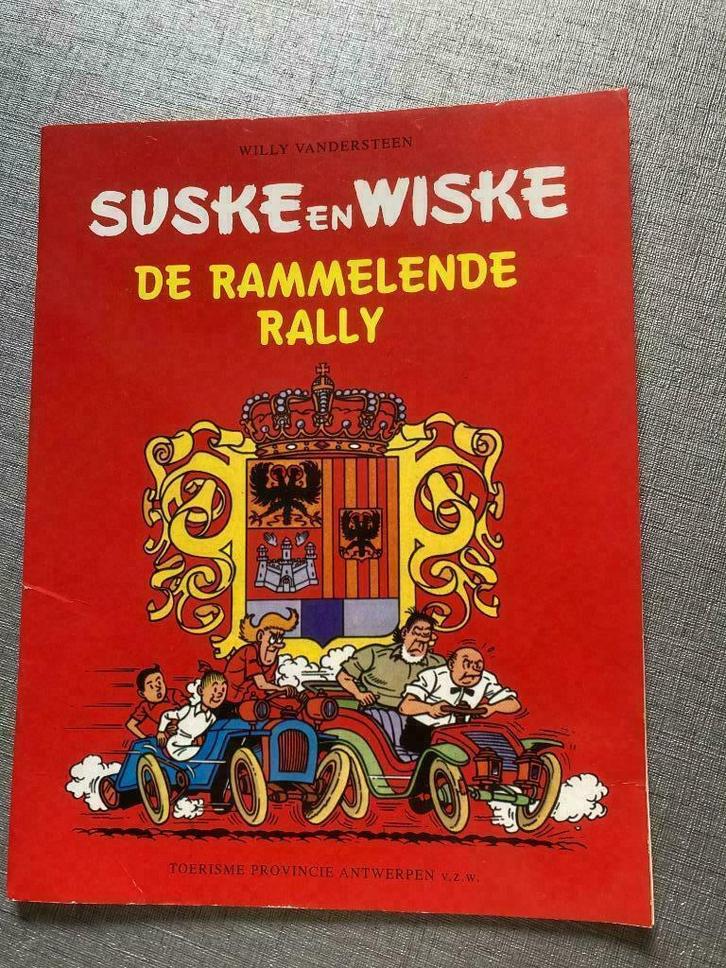 WILLY VANDERSTEEN
SUSKE EN WISKE
DE RAMMELENDE
RALLY
TOERISME PROVINCIE ANTWERPEN v.z.w.